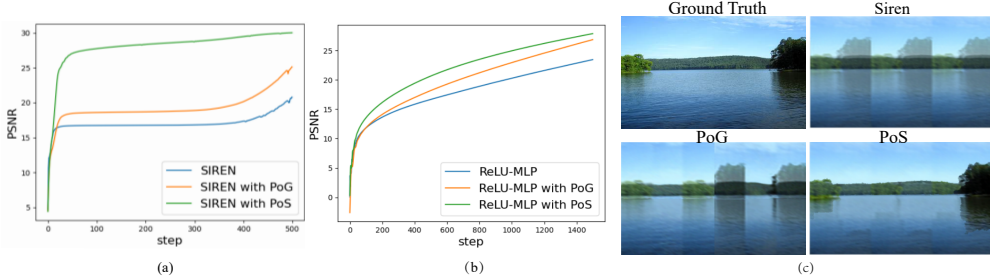 PSNR
30
25
20
15
10
5
0
100
200
300
400
500
step
SIREN
SIREN with PoG
SIREN with PoS
(a)
PSNR
25
20
15
10
5
0
0
200
400
600
800
1000
1200
1400
step
ReLU-MLP
ReLU-MLP with PoG
ReLU-MLP with PoS
(b)
Ground Truth
Siren
PoG
PoS
(c)